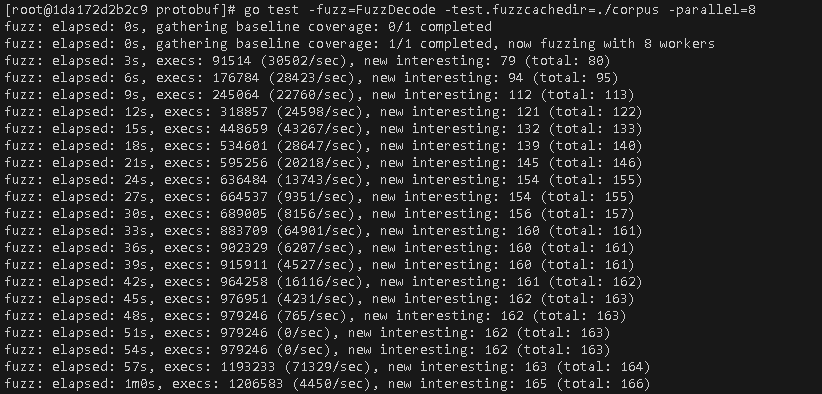 [root@1da172d2b2c9 protobuf]# go test -fuzz=FuzzDecode -test.fuzzcachedir=./corpus -parallel=8
fuzz: elapsed: 0s, gathering baseline coverage: 0/1 completed
fuzz: elapsed: 0s, gathering baseline coverage: 1/1 completed, now fuzzing with 8 workers
fuzz: elapsed: 3s, execs: 91514 (30502/sec), new interesting: 79 (total: 80)
fuzz: elapsed: 6s, execs: 176784 (28423/sec), new interesting: 94 (total: 95)
fuzz: elapsed: 9s, execs: 245064 (22760/sec), new interesting: 112 (total: 113)
fuzz: elapsed: 12s, execs: 318857 (24598/sec), new interesting: 121 (total: 122)
fuzz: elapsed: 15s, execs: 448659 (43267/sec), new interesting: 132 (total: 133)
fuzz: elapsed: 18s, execs: 534601 (28647/sec), new interesting: 139 (total: 140)
fuzz: elapsed: 21s, execs: 595256 (20218/sec), new interesting: 145 (total: 146)
fuzz: elapsed: 24s, execs: 636484 (13743/sec), new interesting: 154 (total: 155)
fuzz: elapsed: 27s, execs: 664537 (9351/sec), new interesting: 154 (total: 155)
fuzz: elapsed: 30s, execs: 689005 (8156/sec), new interesting: 156 (total: 157)
fuzz: elapsed: 33s, execs: 883709 (64901/sec), new interesting: 160 (total: 161)
fuzz: elapsed: 36s, execs: 902329 (6207/sec), new interesting: 160 (total: 161)
fuzz: elapsed: 39s, execs: 915911 (4527/sec), new interesting: 160 (total: 161)
fuzz: elapsed: 42s, execs: 964258 (16116/sec), new interesting: 161 (total: 162)
fuzz: elapsed: 45s, execs: 976951 (4231/sec), new interesting: 162 (total: 163)
fuzz: elapsed: 48s, execs: 979246 (765/sec), new interesting: 162 (total: 163)
fuzz: elapsed: 51s, execs: 979246 (0/sec), new interesting: 162 (total: 163)
fuzz: elapsed: 54s, execs: 979246 (0/sec), new interesting: 162 (total: 163)
fuzz: elapsed: 57s, execs: 1193233 (71329/sec), new interesting: 163 (total: 164)
fuzz: elapsed: 1m0s, execs: 1206583 (4450/sec), new interesting: 165 (total: 166)